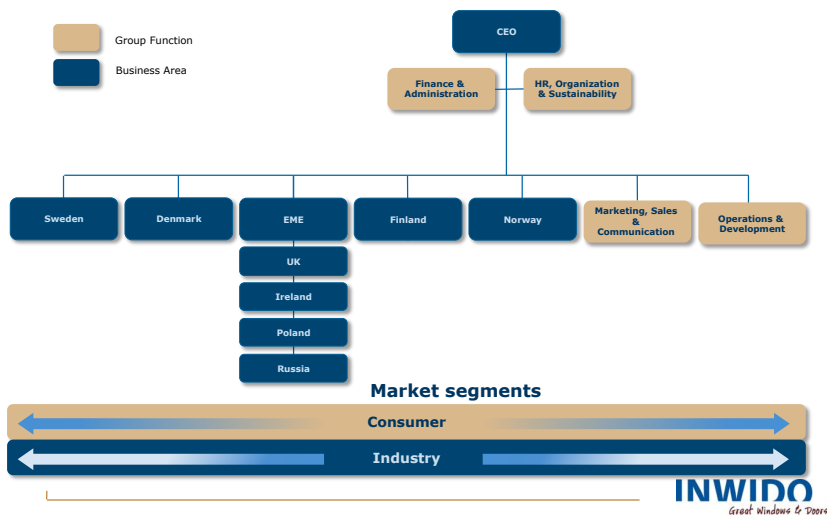 CEO
Group Function
Business Area
Finance &
Administration
HR, Organization
& Sustainability
Sweden
Denmark
EME
Finland
Norway
Marketing, Sales
&
Communication
Operations &
Development
UK
Ireland
Poland
Russia
Market segments
Consumer
Industry
INWIDO
Great Windows & Doors